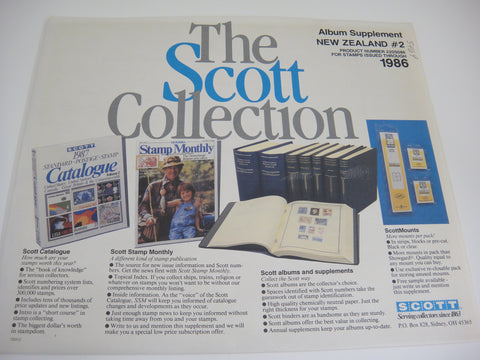 The
Scott
Collection
Album Supplement
NEW ZEALAND #2
FOR STAMPS ISSUED THROUGH
1986
SCOTT
1987
STANDARD POSTAGE STAMP
Catalogue
Stamp Monthly
Scott Catalogue
How much are your
stamps worth this year?
• The "book of knowledge"
for serious collectors.
• Scott numbering system lists,
identifies and prices over
500,000 stamps.
• Includes tens of thousands of
price updates and new listings.
• Intro is a "short course" in
stamp collecting.
• The biggest dollar's worth
in stampdom.
Scott Stamp Monthly
A different kind of stamp publication.
• The source for new issue information and Scott num-
bers. Get the news first with Scott Stamp Monthly.
• Topical Index. If you collect ships, trains, religion or
whatever on stamps you won't want to be without our
comprehensive monthly listing.
• Inside information. As the "voice" of the Scott
Catalogue, SSM will keep you informed of catalogue
changes and developments as they occur.
• Just enough stamp news to keep you informed without
taking time away from you and your stamps.
• Write to us and mention this supplement and we will
make you a special low price introductory offer.
Scott albums and supplements
Collect the Scott way
• Scott albums are the collector's choice.
• Spaces identified with Scott numbers take the
guesswork out of stamp identification.
• High quality chemically neutral paper. Just the
right thickness for your stamps.
• Scott binders are as handsome as they are sturdy.
• Scott albums offer the best value in collecting.
• Annual supplements keep your albums up-to-date.
ScottMounts
More mounts per pack!
• In strips, blocks or pre-cut.
Black or clear.
• More mounts in pack than
Showgard®. Quality equal to
any mount you can buy.
• Use exclusive re-closable pack
for storing unused mounts.
• Free sample available
just write us and mention
this supplement.
SCOTT
Serving collectors since 1863
P.O. Box 828, Sidney, OH 45365